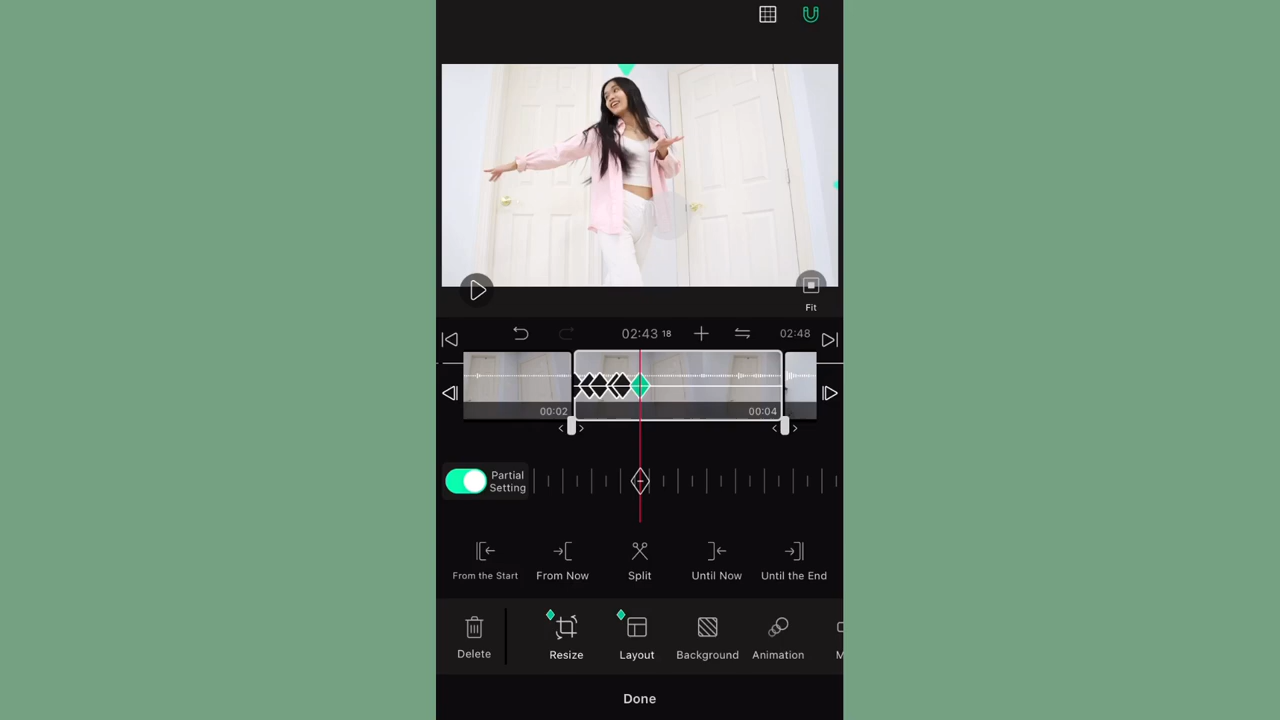 Fit
02:43 18
02:48
00:02
00:04
Partial
Setting
From the Start
From Now
Split
Until Now
Until the End
Delete
Resize
Layout
Background
Animation
M
Done